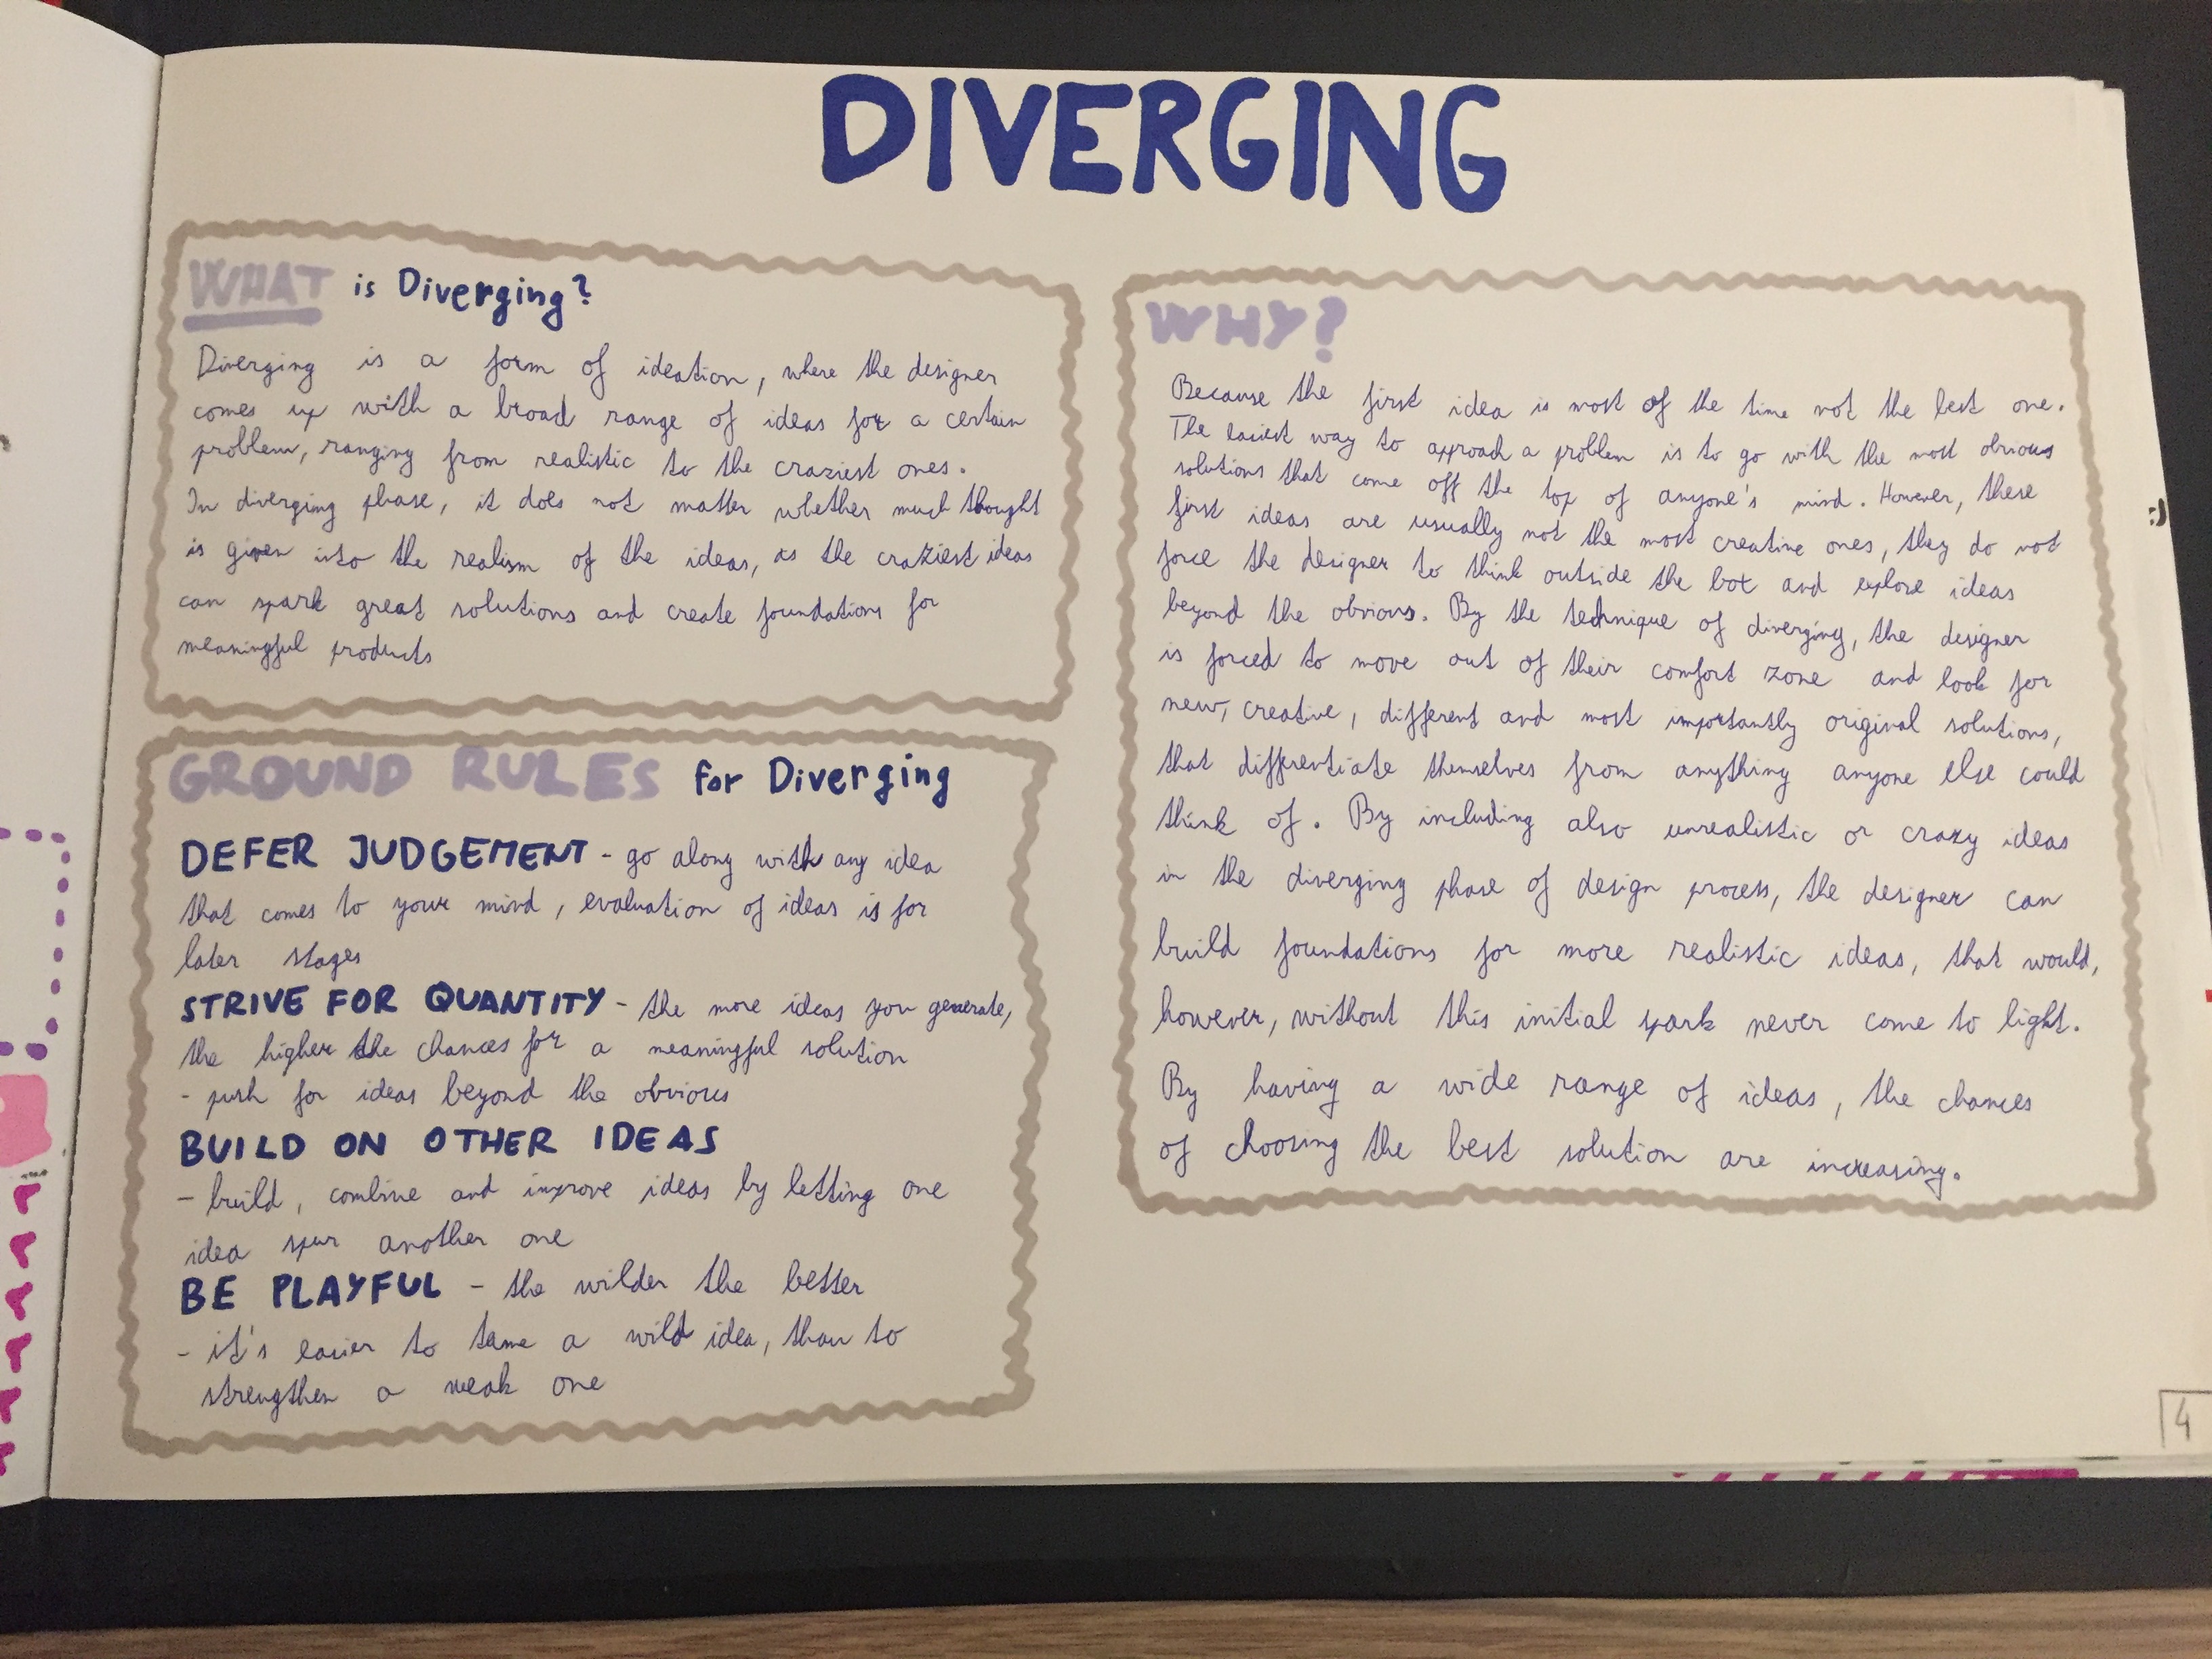 DIVERGING
WHAT is Diverging?
Diverging is a form of ideation, where the designer
comes up with a broad range of ideas for a certain
problem, ranging from realistic to the craziest ones.
In diverging phase, it does not matter whether much thought
is given into the realism of the ideas, as the craziest ideas
can spark great solutions and create foundations for
meaningful products
GROUND RULES for Diverging
DEFER JUDGEMENT - go along with any idea
that comes to your mind, evaluation of ideas is for
later stages
STRIVE FOR QUANTITY - the more ideas you generate,
the higher the chances for a meaningful solution
- push for ideas beyond the obvious
BUILD ON OTHER IDEAS
- build, combine and improve ideas by letting one
idea spur another one
BE PLAYFUL - the wilder the better
- it's easier to tame a wild idea, than to
strengthen a weak one
WHY?
Because the first idea is most of the time not the best one.
The easiest way to approach a problem is to go with the most obvious
solutions that come off the top of anyone's mind. However, these
first ideas are usually not the most creative ones, they do not
force the designer to think outside the box and explore ideas
beyond the obvious. By the technique of diverging, the designer
is forced to move out of their comfort zone and look for
new, creative, different and most importantly original solutions,
that differentiate themselves from anything anyone else could
think of. By including also unrealistic or crazy ideas
in the diverging phase of design process, the designer can
build foundations for more realistic ideas, that would,
however, without this initial spark never come to light.
By having a wide range of ideas, the chances
of choosing the best solution are increasing.
4